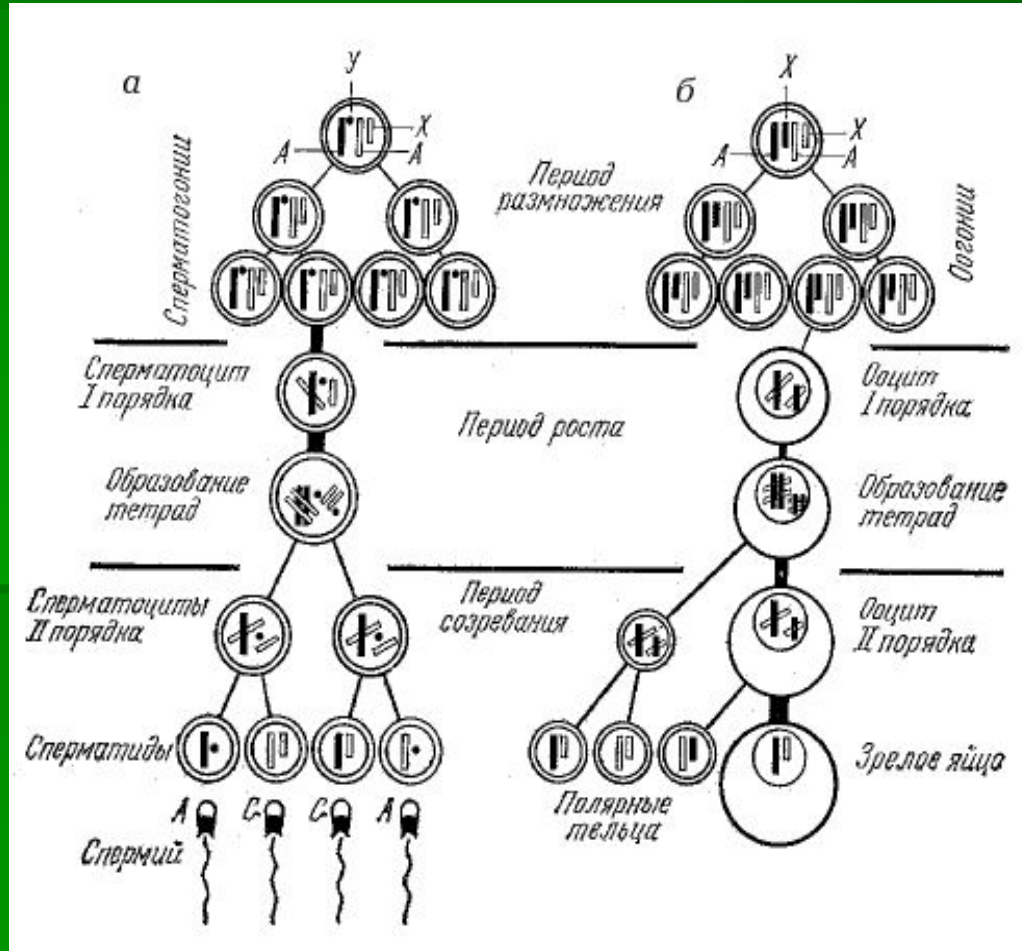 а
У
Х
А
А
Сперматогонии
Период
размножения
б
Х
Х
А
А
Оогонии
Сперматоцит
I порядка
Период роста
Ооцит
I порядка
Образование
тетрад
Образование
тетрад
Сперматоциты
II порядка
Период
созревания
Ооцит
II порядка
Сперматиды
Полярные
тельца
Зрелое яйцо
А
G
G
А
Спермий